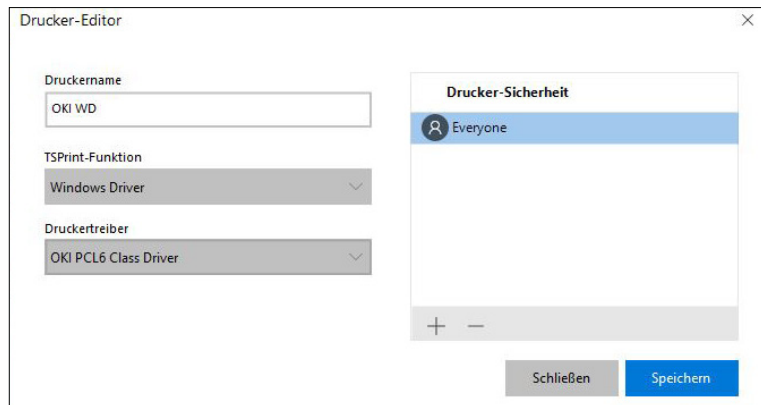 Drucker-Editor
Druckername
OKI WD
TSPrint-Funktion
Windows Driver
Druckertreiber
OKI PCL6 Class Driver
Drucker-Sicherheit
Everyone
Schließen
Speichern